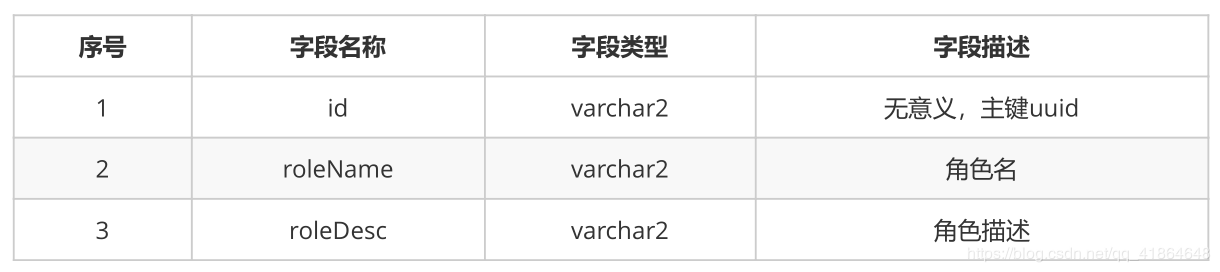 序号 字段名称 字段类型 字段描述
1 id varchar2 无意义，主键uuid
2 roleName varchar2 角色名
3 roleDesc varchar2 角色描述
https://blog.csdn.net/qq_41864648